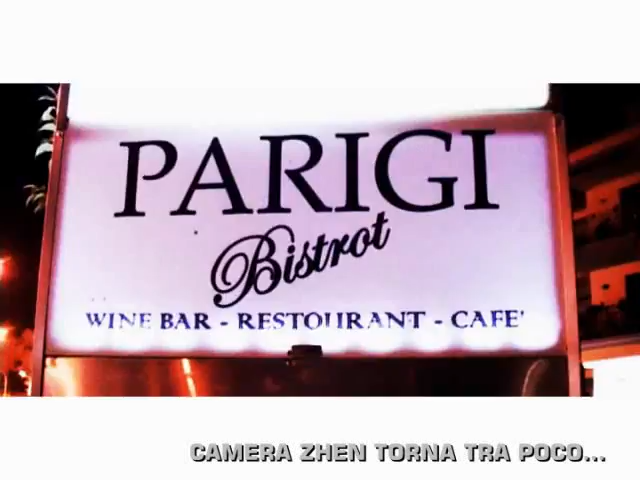 PARIGI
Bistrot
WINE BAR - RESTOURANT - CAFE'
CAMERA ZHEN TORNA TRA POCO...